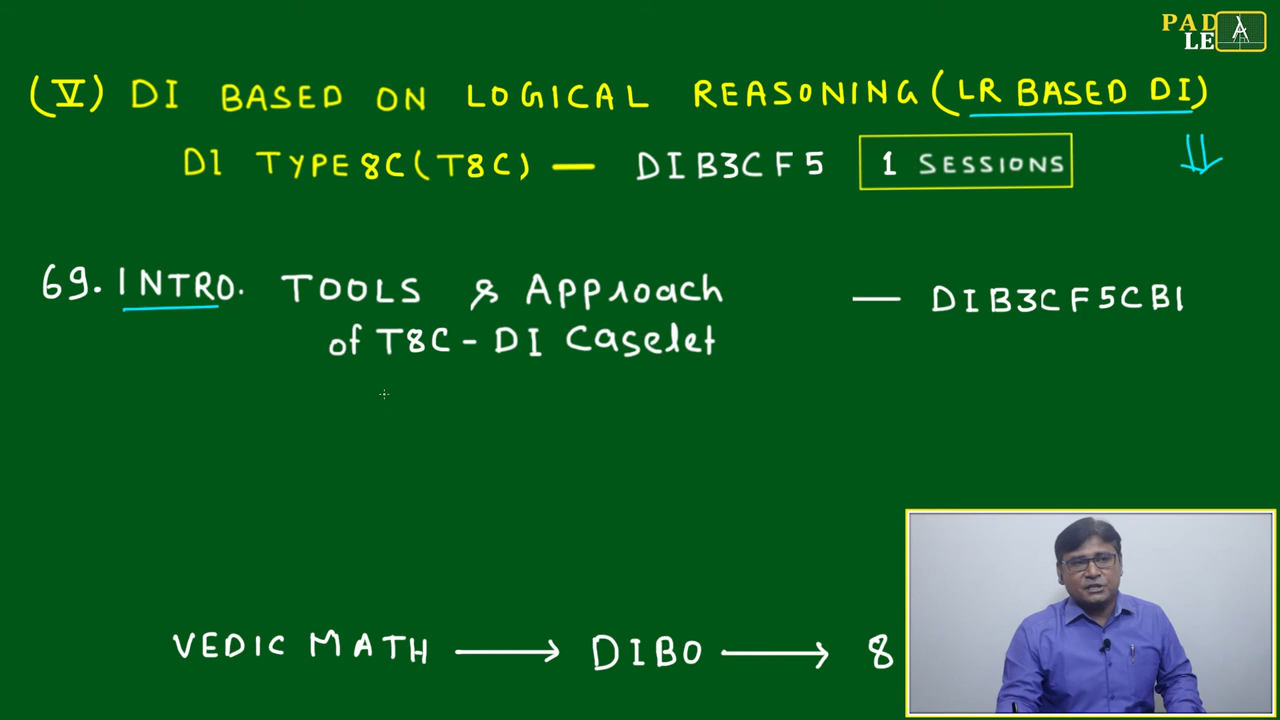 PAD
LE
(V) DI BASED ON LOGICAL REASONING (LR BASED DI)
DI TYPE 8C (T8C) — DIB3CF5 1 SESSIONS
69. INTRO. TOOLS & Approach — DIB3CF5CB1
of T8C - DI Caselet
VEDIC MATH → DIB0 → 8